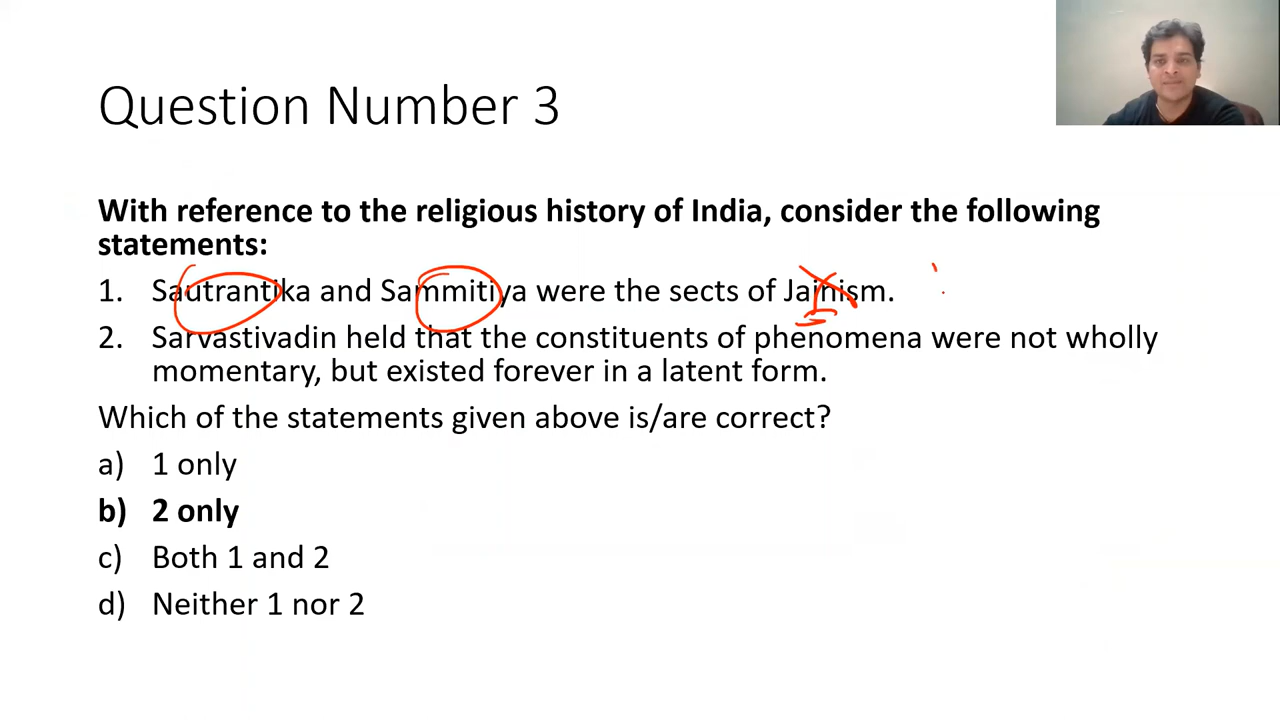 Question Number 3
With reference to the religious history of India, consider the following
statements:
1. Sautrantika and Sammitiya were the sects of Jainism.
2. Sarvastivadin held that the constituents of phenomena were not wholly
momentary, but existed forever in a latent form.
Which of the statements given above is/are correct?
a) 1 only
b) 2 only
c) Both 1 and 2
d) Neither 1 nor 2